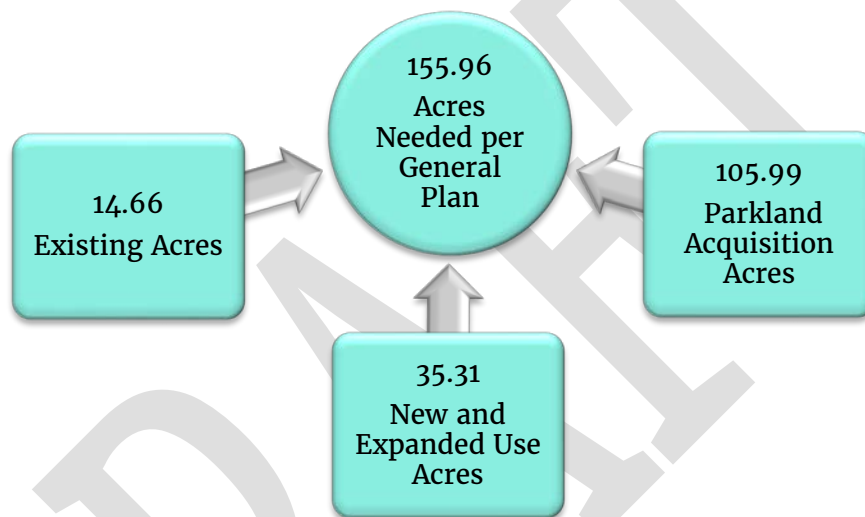 155.96
Acres
Needed per
General
Plan
14.66
Existing Acres
105.99
Parkland
Acquisition
Acres
35.31
New and
Expanded Use
Acres
DRAFT